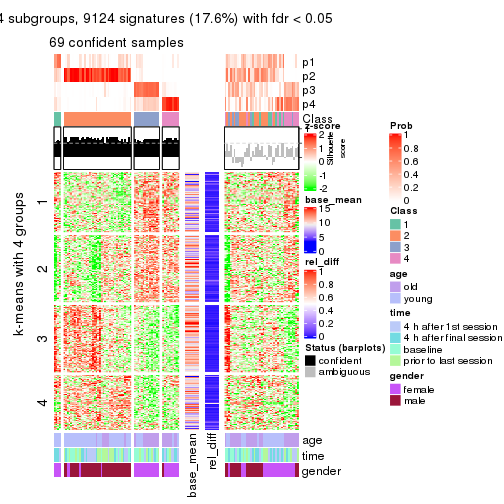 4 subgroups, 9124 signatures (17.6%) with fdr < 0.05
69 confident samples
p1
p2
p3
p4
Class
Silhouette
score
k-means with 4 groups
1
2
3
4
base_mean
rel_diff
age
time
gender
z-score
2
1
0
-1
-2
base_mean
15
10
5
0
rel_diff
1
0.8
0.6
0.4
0.2
0
Status (barplots)
confident
ambiguous
Prob
1
0.8
0.6
0.4
0.2
0
Class
1
2
3
4
age
old
young
time
4 h after 1st session
4 h after final session
baseline
prior to last session
gender
female
male